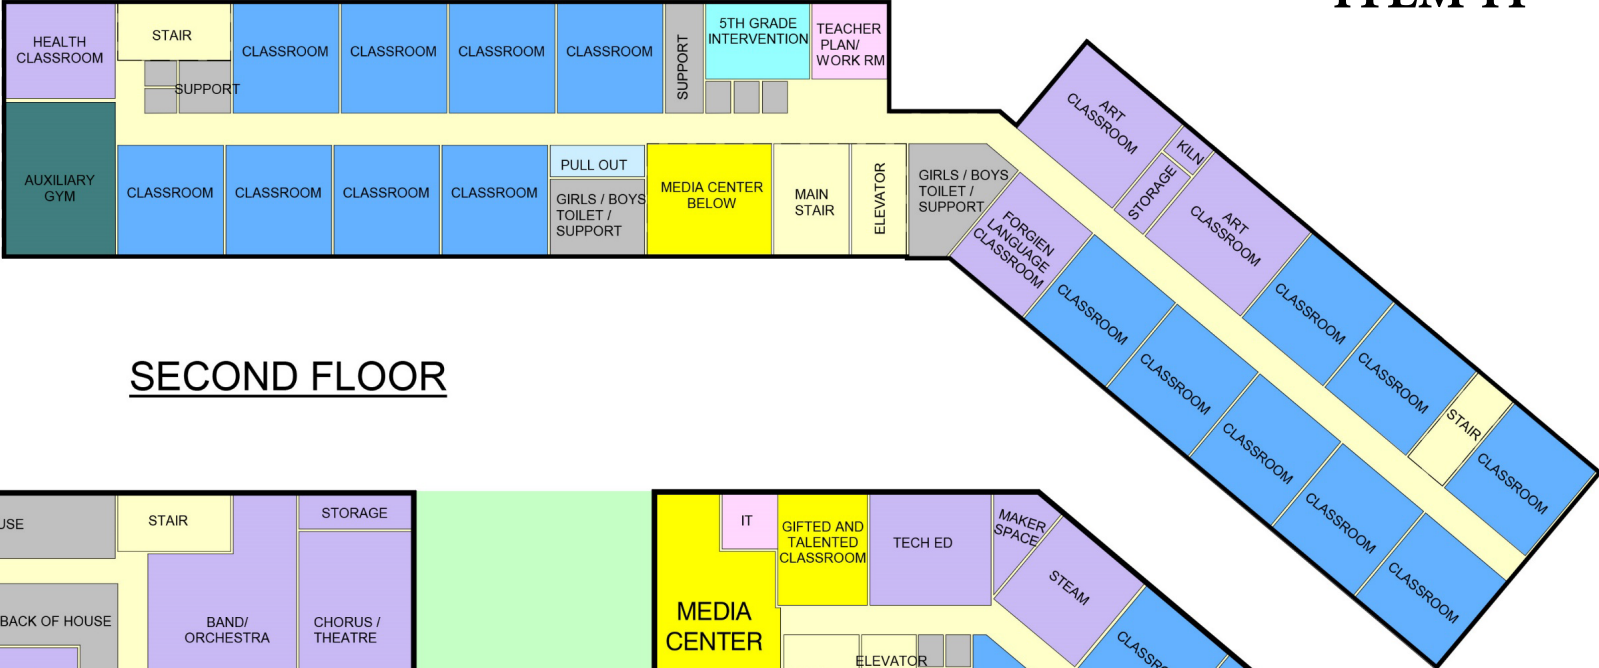 HEALTH
CLASSROOM
STAIR
SUPPORT
CLASSROOM
CLASSROOM
CLASSROOM
CLASSROOM
SUPPORT
5TH GRADE
INTERVENTION
TEACHER
PLAN/
WORK RM
AUXILIARY
GYM
CLASSROOM
CLASSROOM
CLASSROOM
CLASSROOM
PULL OUT
GIRLS / BOYS
TOILET /
SUPPORT
MEDIA CENTER
BELOW
MAIN
STAIR
ELEVATOR
GIRLS / BOYS
TOILET /
SUPPORT
ART
CLASSROOM
KILN
STORAGE
ART
CLASSROOM
FORGIEN
LANGUAGE
CLASSROOM
CLASSROOM
CLASSROOM
CLASSROOM
CLASSROOM
CLASSROOM
CLASSROOM
CLASSROOM
STAIR
CLASSROOM
SECOND FLOOR
STAIR
STORAGE
BACK OF HOUSE
BAND/
ORCHESTRA
CHORUS /
THEATRE
MEDIA
CENTER
IT
GIFTED AND
TALENTED
CLASSROOM
TECH ED
MAKER
SPACE
STEAM
ELEVATOR